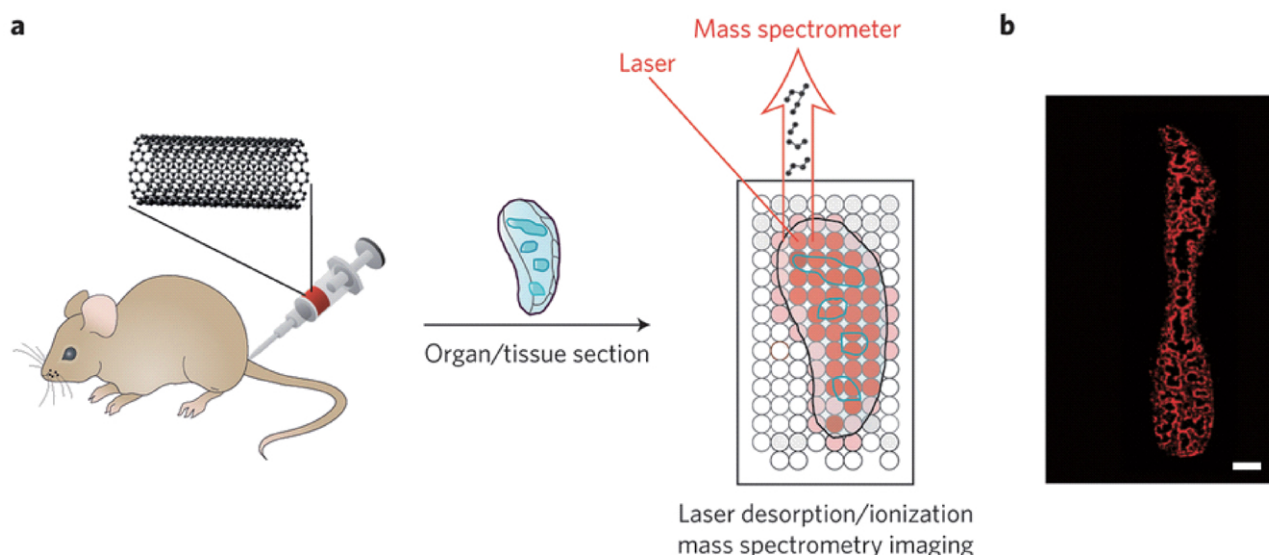 a
Mass spectrometer
b
Laser
Organ/tissue section
Laser desorption/ionization
mass spectrometry imaging